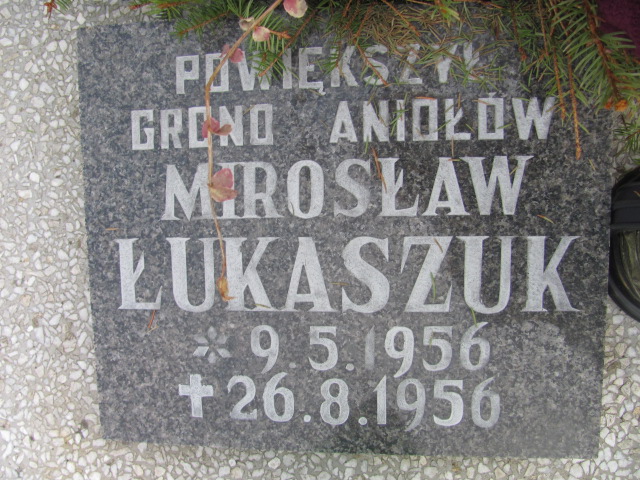 POWIĘKSZYŁ
GRONO ANIOŁÓW
MIROSŁAW
ŁUKASZUK
* 9.5.1956
✝ 26.8.1956